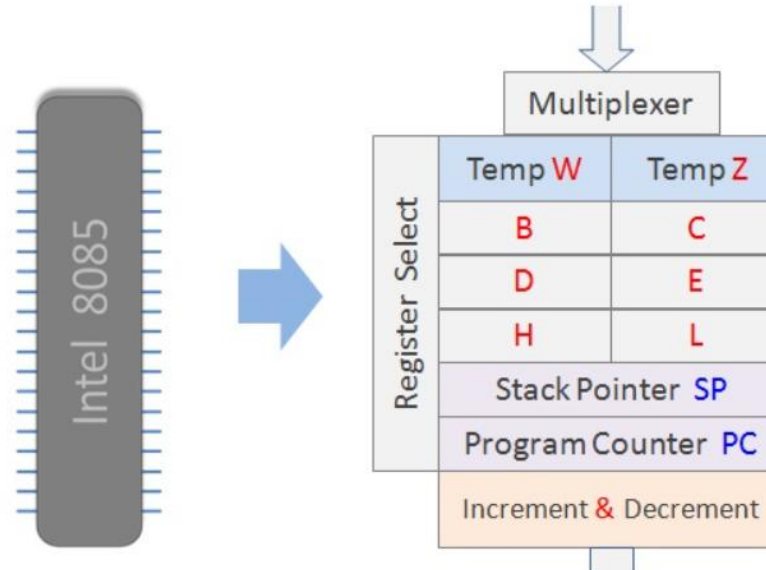 Intel 8085
Multiplexer
Register Select
Temp W
Temp Z
B
C
D
E
H
L
Stack Pointer SP
Program Counter PC
Increment & Decrement